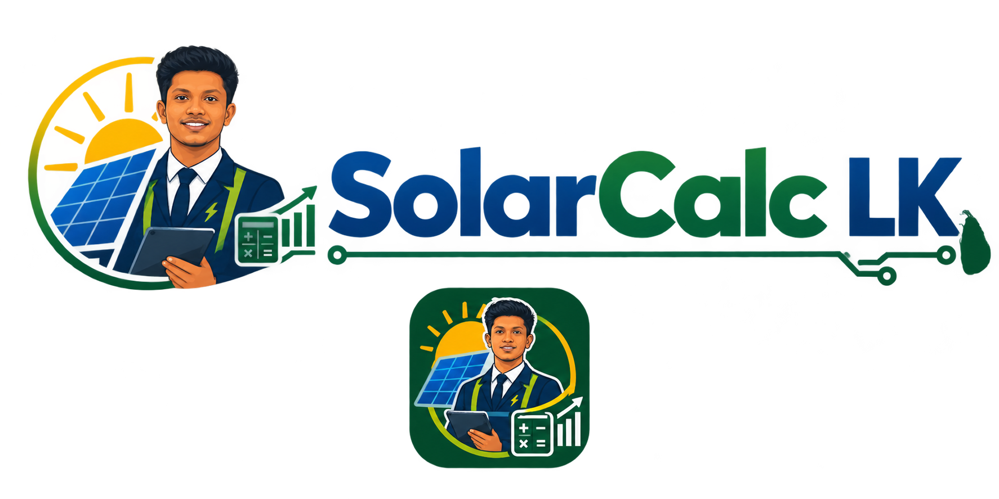 SolarCalc LK
+ -
× =
+ -
× =